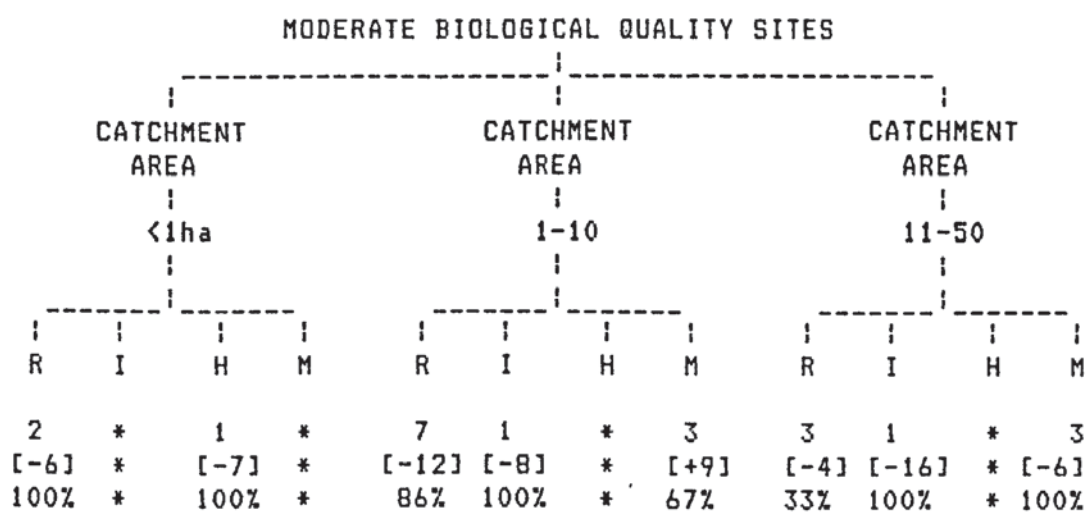 MODERATE BIOLOGICAL QUALITY SITES
CATCHMENT CATCHMENT CATCHMENT
AREA AREA AREA
<1ha 1-10 11-50
R I H M R I H M R I H M
2 * 1 * 7 1 * 3 3 1 * 3
[-6] * [-7] * [-12] [-8] * [+9] [-4] [-16] * [-6]
100% * 100% * 86% 100% * 67% 33% 100% * 100%